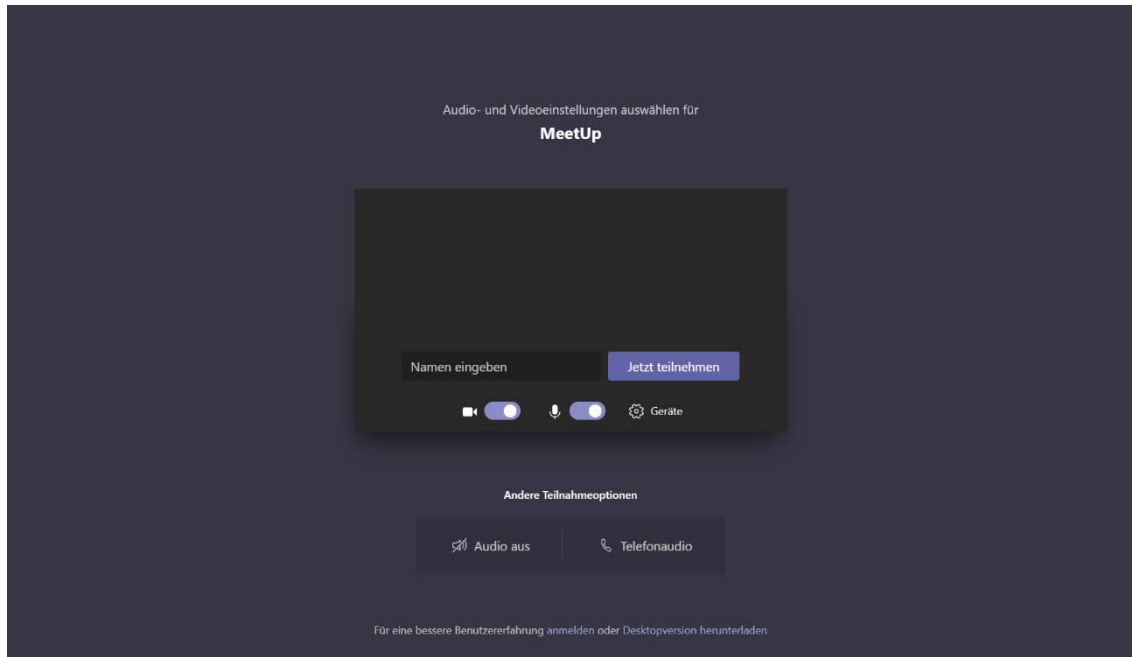 Audio- und Videoeinstellungen auswählen für
MeetUp
Namen eingeben
Jetzt teilnehmen
Geräte
Andere Teilnahmeoptionen
Audio aus
Telefonaudio
Für eine bessere Benutzererfahrung anmelden oder Desktopversion herunterladen